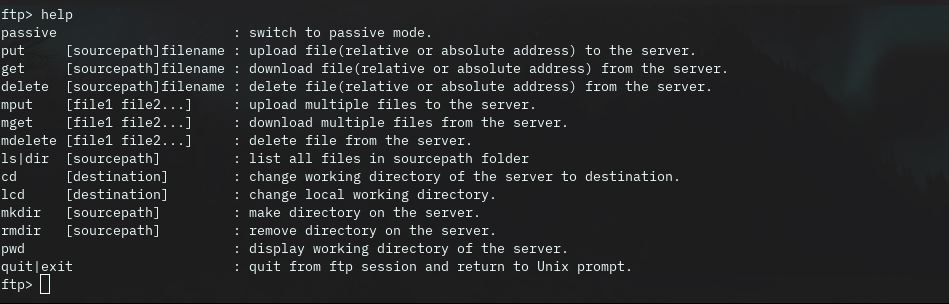 ftp> help
passive                      : switch to passive mode.
put     [sourcepath]filename : upload file(relative or absolute address) to the server.
get     [sourcepath]filename : download file(relative or absolute address) from the server.
delete  [sourcepath]filename : delete file(relative or absolute address) from the server.
mput    [file1 file2...]     : upload multiple files to the server.
mget    [file1 file2...]     : download multiple files from the server.
mdelete [file1 file2...]     : delete file from the server.
ls|dir  [sourcepath]         : list all files in sourcepath folder
cd      [destination]        : change working directory of the server to destination.
lcd     [destination]        : change local working directory.
mkdir   [sourcepath]         : make directory on the server.
rmdir   [sourcepath]         : remove directory on the server.
pwd                          : display working directory of the server.
quit|exit                    : quit from ftp session and return to Unix prompt.
ftp>